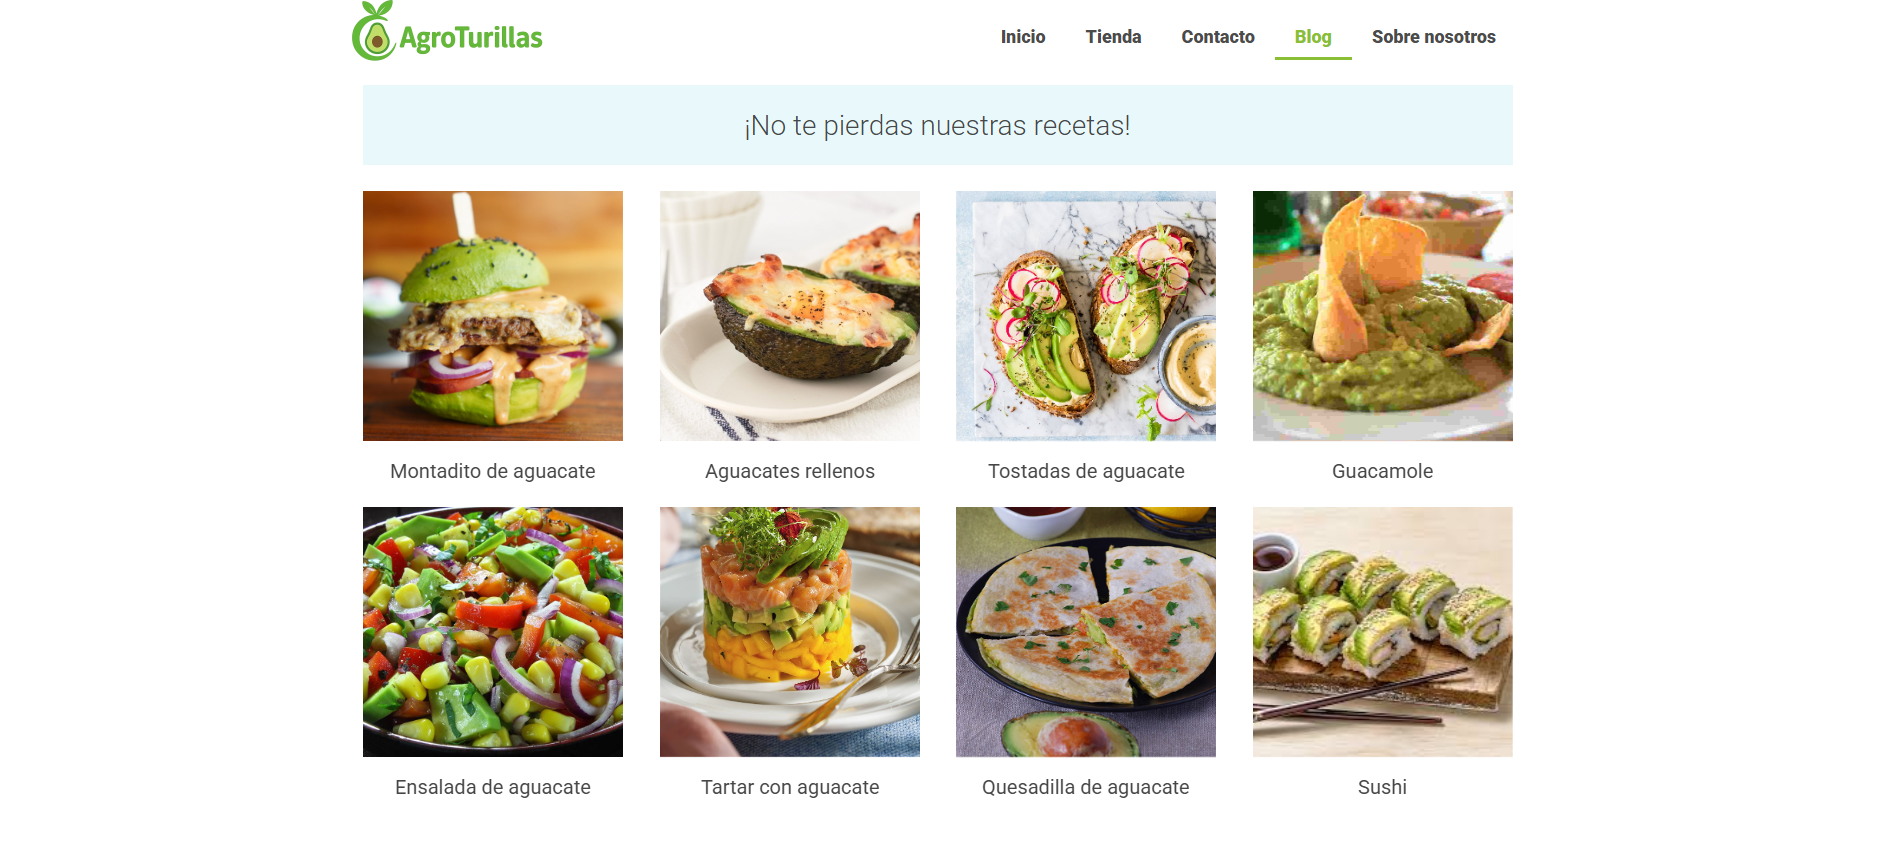 AgroTurillas
Inicio Tienda Contacto Blog Sobre nosotros
¡No te pierdas nuestras recetas!
Montadito de aguacate
Aguacates rellenos
Tostadas de aguacate
Guacamole
Ensalada de aguacate
Tartar con aguacate
Quesadilla de aguacate
Sushi